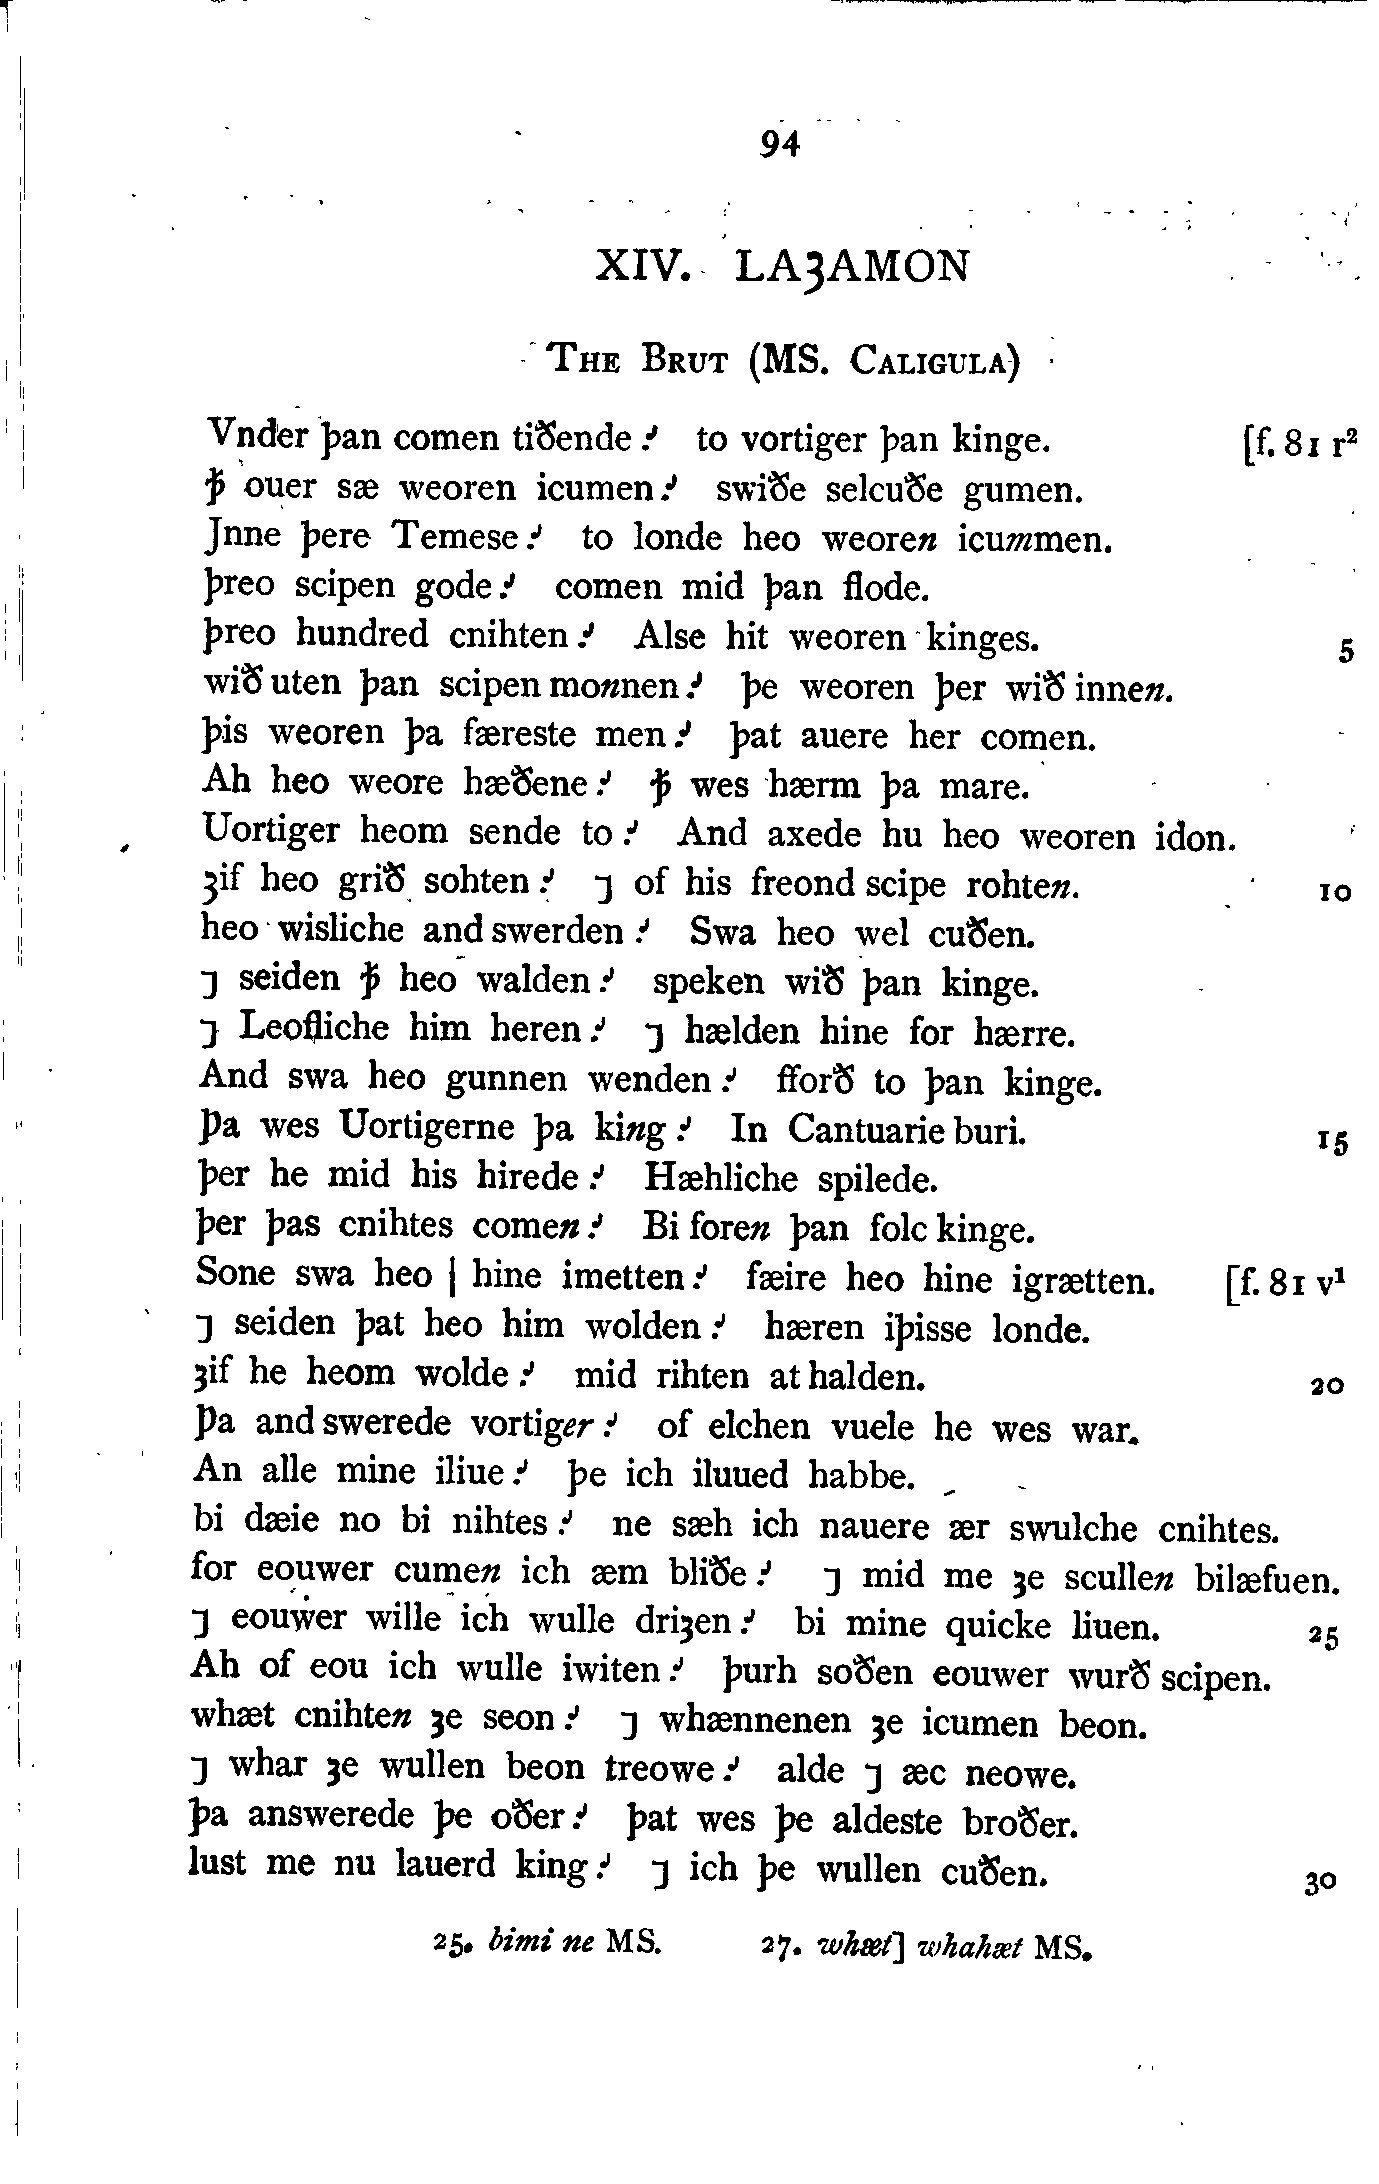 94
XIV. LAȜAMON
THE BRUT (MS. CALIGULA)
Vnder þan comen tiðende⹎ to vortiger þan kinge. [f. 81 r²
ꝥ ouer sæ weoren icumen⹎ swiðe selcuðe gumen.
Jnne þere Temese⹎ to londe heo weoren icummen.
þreo scipen gode⹎ comen mid þan flode.
þreo hundred cnihten⹎ Alse hit weoren kinges. 5
wið uten þan scipen monnen⹎ þe weoren þer wið innen.
þis weoren þa færeste men⹎ þat auere her comen.
Ah heo weore hæðene⹎ ꝥ wes hærm þa mare.
Uortiger heom sende to⹎ And axede hu heo weoren idon.
ȝif heo grið sohten⹎ ⁊ of his freond scipe rohten. 10
heo wisliche and swerden⹎ Swa heo wel cuðen.
⁊ seiden ꝥ heo walden⹎ speken wið þan kinge.
⁊ Leofliche him heren⹎ ⁊ hælden hine for hærre.
And swa heo gunnen wenden⹎ fforð to þan kinge.
Þa wes Uortigerne þa king⹎ In Cantuarie buri. 15
þer he mid his hirede⹎ Hæhliche spilede.
þer þas cnihtes comen⹎ Bi foren þan folc kinge.
Sone swa heo | hine imetten⹎ fæire heo hine igrætten. [f. 81 v¹
⁊ seiden þat heo him wolden⹎ hæren iþisse londe.
ȝif he heom wolde⹎ mid rihten at halden. 20
Þa and swerede vortiger⹎ of elchen vuele he wes war.
An alle mine iliue⹎ þe ich iluued habbe.
bi dæie no bi nihtes⹎ ne sæh ich nauere ær swulche cnihtes.
for eouwer cumen ich æm bliðe⹎ ⁊ mid me ȝe scullen bilæfuen.
⁊ eouwer wille ich wulle driȝen⹎ bi mine quicke liuen. 25
Ah of eou ich wulle iwiten⹎ þurh soðen eouwer wurð scipen.
whæt cnihten ȝe seon⹎ ⁊ whænnenen ȝe icumen beon.
⁊ whar ȝe wullen beon treowe⹎ alde ⁊ æc neowe.
þa answerede þe oðer⹎ þat wes þe aldeste broðer.
lust me nu lauerd king⹎ ⁊ ich þe wullen cuðen. 30
25. bimi ne MS. 27. whæt] whahæt MS.